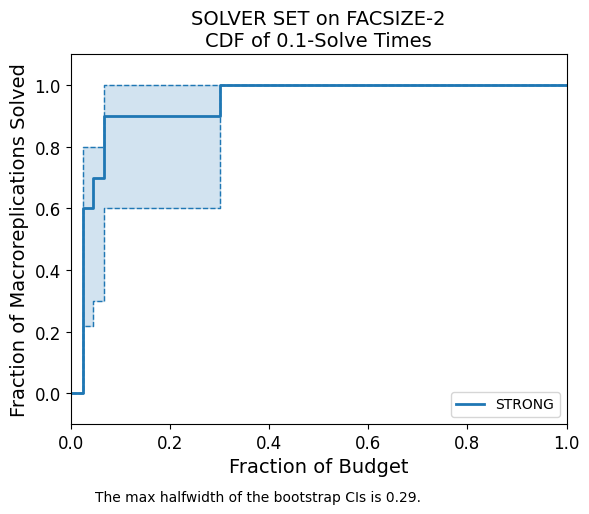 SOLVER SET on FACSIZE-2
CDF of 0.1-Solve Times
Fraction of Macroreplications Solved
1.0
0.8
0.6
0.4
0.2
0.0
STRONG
0.0 0.2 0.4 0.6 0.8 1.0
Fraction of Budget
The max halfwidth of the bootstrap CIs is 0.29.